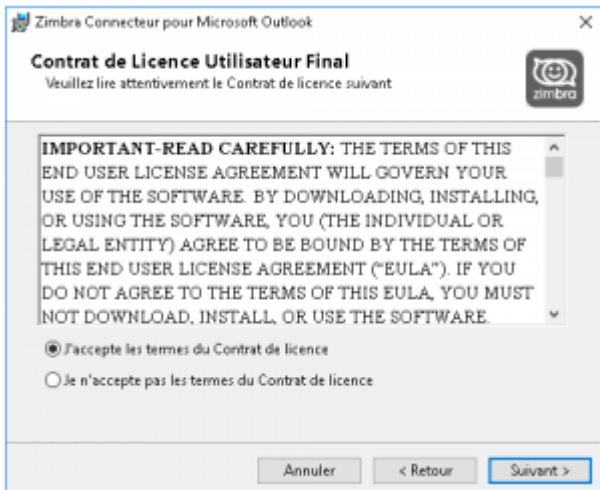 Zimbra Connecteur pour Microsoft Outlook
Contrat de Licence Utilisateur Final
Veuillez lire attentivement le Contrat de licence suivant
zimbra
IMPORTANT-READ CAREFULLY: THE TERMS OF THIS
END USER LICENSE AGREEMENT WILL GOVERN YOUR
USE OF THE SOFTWARE. BY DOWNLOADING, INSTALLING,
OR USING THE SOFTWARE, YOU (THE INDIVIDUAL OR
LEGAL ENTITY) AGREE TO BE BOUND BY THE TERMS OF
THIS END USER LICENSE AGREEMENT (“EULA”). IF YOU
DO NOT AGREE TO THE TERMS OF THIS EULA, YOU MUST
NOT DOWNLOAD, INSTALL, OR USE THE SOFTWARE.
J'accepte les termes du Contrat de licence
Je n'accepte pas les termes du Contrat de licence
Annuler
< Retour
Suivant >